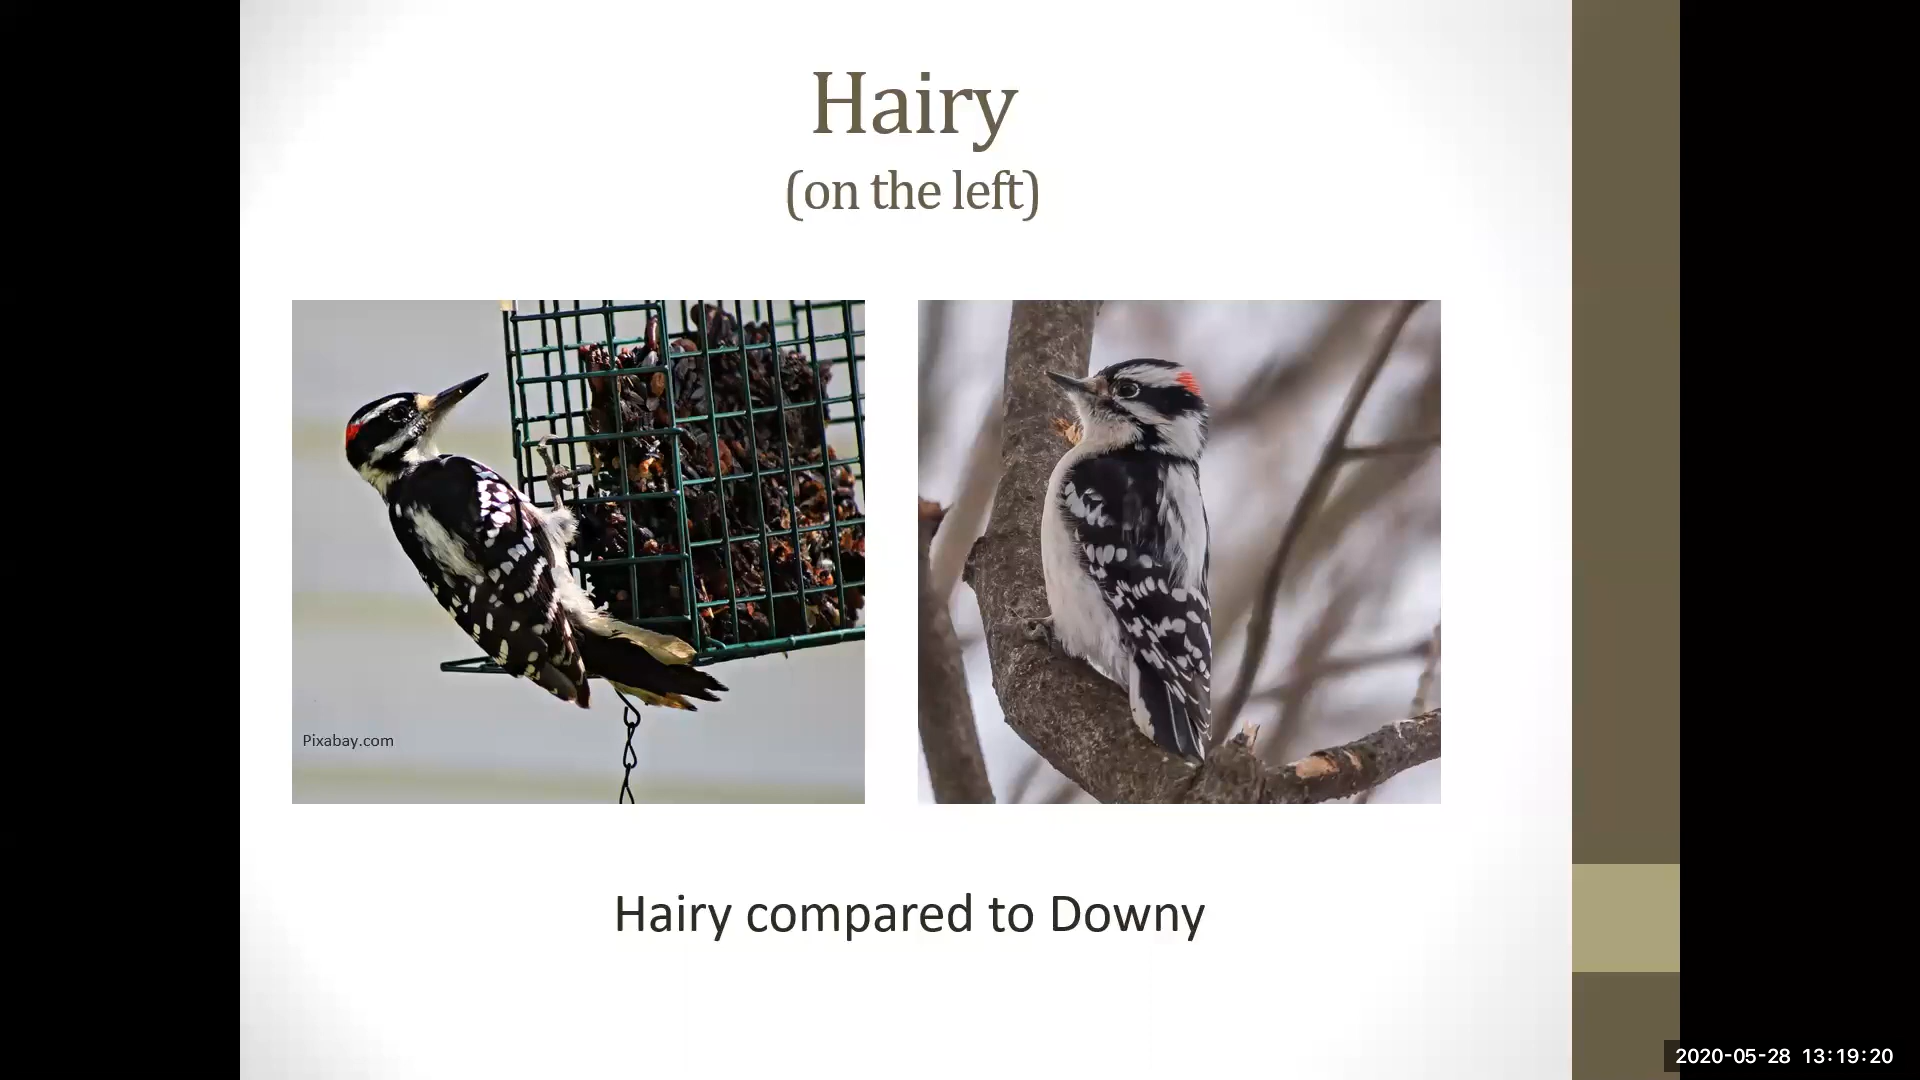 Hairy
(on the left)
Pixabay.com
Hairy compared to Downy
2020-05-28 13:19:20